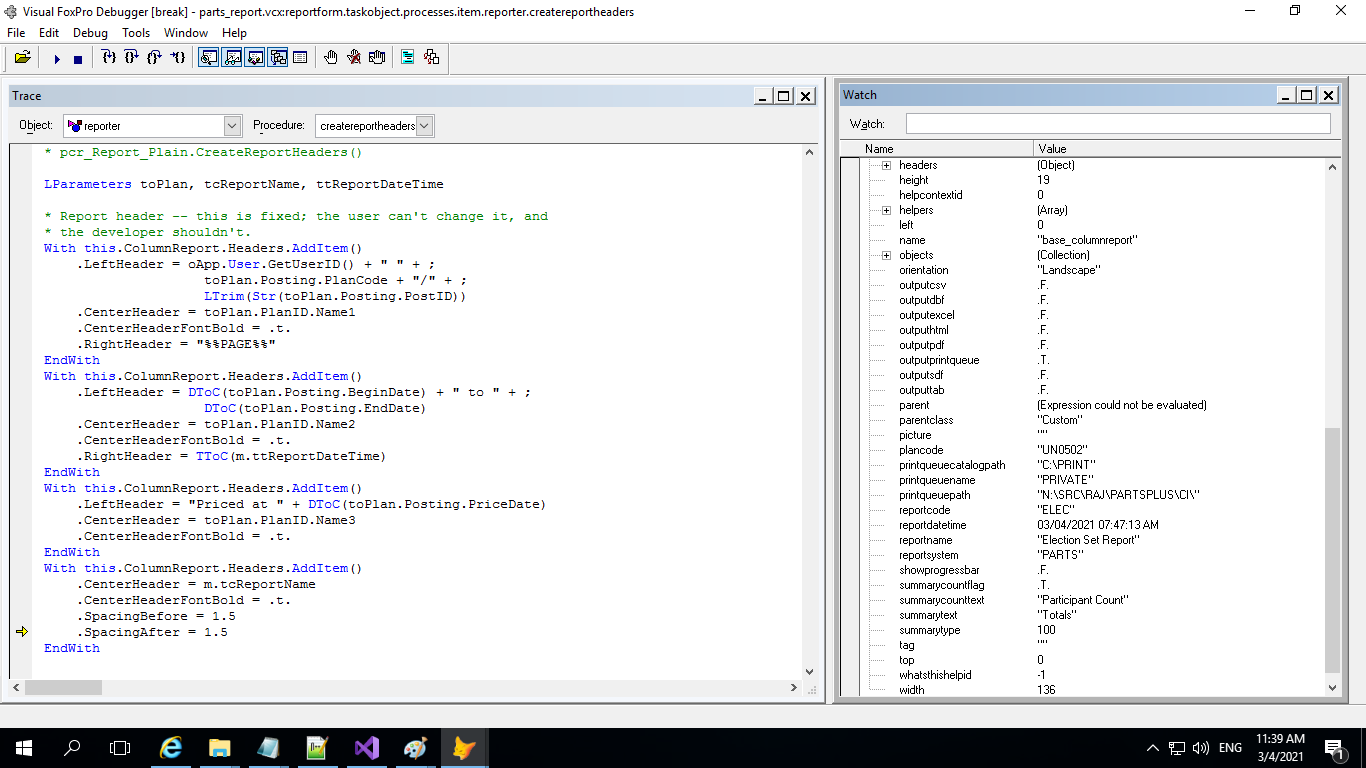 Visual FoxPro Debugger [break] - parts_report.vcx:reportform.taskobject.processes.item.reporter.createreportheaders
File Edit Debug Tools Window Help
Trace
Object: reporter Procedure: createreportheaders
* pcr_Report_Plain.CreateReportHeaders()
LParameters toPlan, tcReportName, ttReportDateTime
* Report header -- this is fixed; the user can't change it, and
* the developer shouldn't.
With this.ColumnReport.Headers.AddItem()
.LeftHeader = oApp.User.GetUserID() + " " + ;
toPlan.Posting.PlanCode + "/" + ;
LTrim(Str(toPlan.Posting.PostID))
.CenterHeader = toPlan.PlanID.Name1
.CenterHeaderFontBold = .t.
.RightHeader = "%%PAGE%%"
EndWith
With this.ColumnReport.Headers.AddItem()
.LeftHeader = DToC(toPlan.Posting.BeginDate) + " to " + ;
DToC(toPlan.Posting.EndDate)
.CenterHeader = toPlan.PlanID.Name2
.CenterHeaderFontBold = .t.
.RightHeader = TToC(m.ttReportDateTime)
EndWith
With this.ColumnReport.Headers.AddItem()
.LeftHeader = "Priced at " + DToC(toPlan.Posting.PriceDate)
.CenterHeader = toPlan.PlanID.Name3
.CenterHeaderFontBold = .t.
EndWith
With this.ColumnReport.Headers.AddItem()
.CenterHeader = m.tcReportName
.CenterHeaderFontBold = .t.
.SpacingBefore = 1.5
.SpacingAfter = 1.5
EndWith
Watch
Watch:
Name Value
headers (Object)
height 19
helpcontextid 0
helpers (Array)
left 0
name "base_columnreport"
objects (Collection)
orientation "Landscape"
outputcsv .F.
outputdbf .F.
outputexcel .F.
outputhtml .F.
outputpdf .F.
outputprintqueue .T.
outputsdf .F.
outputtab .F.
parent (Expression could not be evaluated)
parentclass "Custom"
picture ""
plancode "UN0502"
printqueuecatalogpath "C:\PRINT"
printqueuename "PRIVATE"
printqueuepath "N:\SRC\RAJ\PARTSPLUS\CI\"
reportcode "ELEC"
reportdatetime 03/04/2021 07:47:13 AM
reportname "Election Set Report"
reportsystem "PARTS"
showprogressbar .F.
summarycountflag .T.
summarycounttext "Participant Count"
summarytext "Totals"
summarytype 100
tag ""
top 0
whatsthishelpid -1
width 136
ENG
11:39 AM
3/4/2021
1